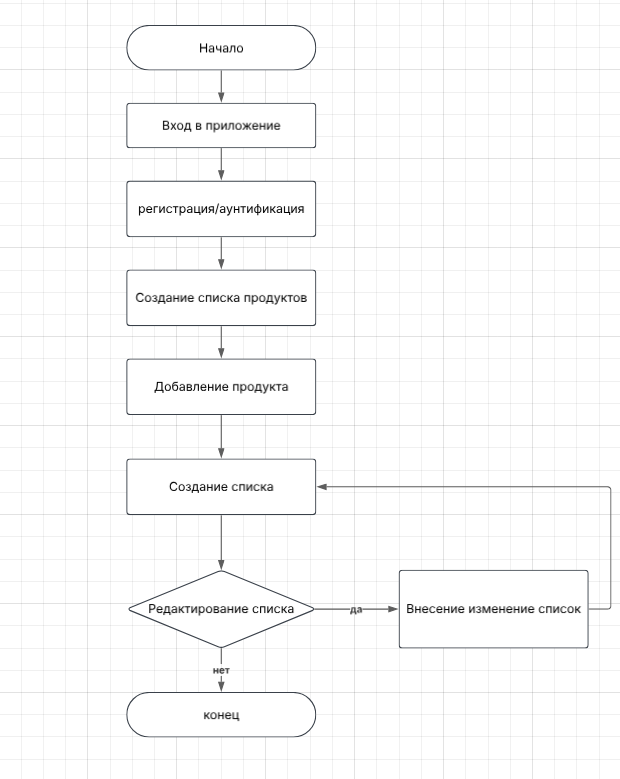 Начало
Вход в приложение
регистрация/аунтификация
Создание списка продуктов
Добавление продукта
Создание списка
Редактирование списка
да
Внесение изменение список
нет
конец